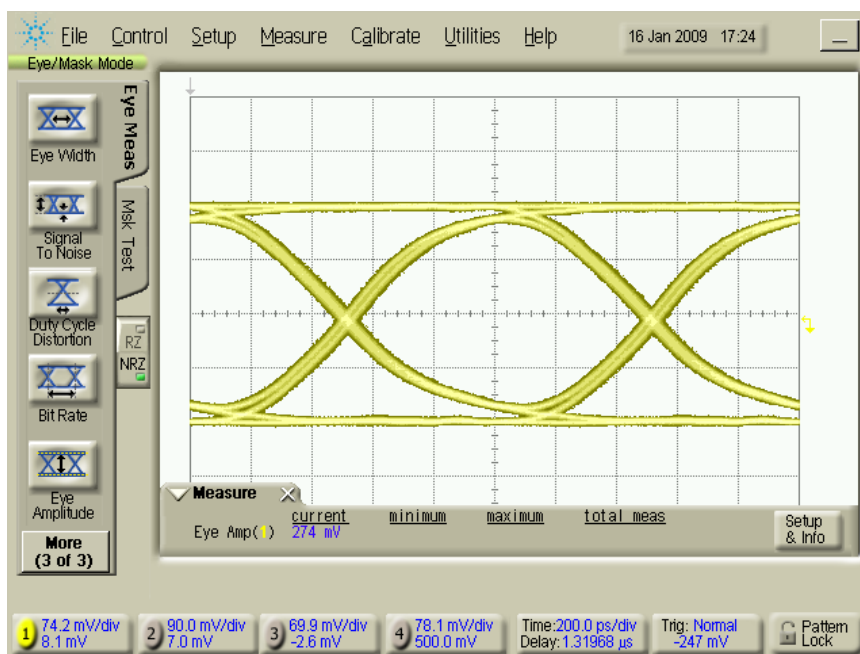 File Control Setup Measure Calibrate Utilities Help 16 Jan 2009 17:24
Eye/Mask Mode
Eye Meas
Msk Test
Eye Width
Signal
To Noise
Duty Cycle
Distortion
RZ
NRZ
Bit Rate
Eye
Amplitude
More
(3 of 3)
Measure
current minimum maximum total meas
Eye Amp(1) 274 mV
Setup
& Info
1 74.2 mV/div
8.1 mV
2 90.0 mV/div
7.0 mV
3 69.9 mV/div
-2.6 mV
4 78.1 mV/div
500.0 mV
Time:200.0 ps/div
Delay:1.31968 µs
Trig: Normal
-247 mV
Pattern
Lock